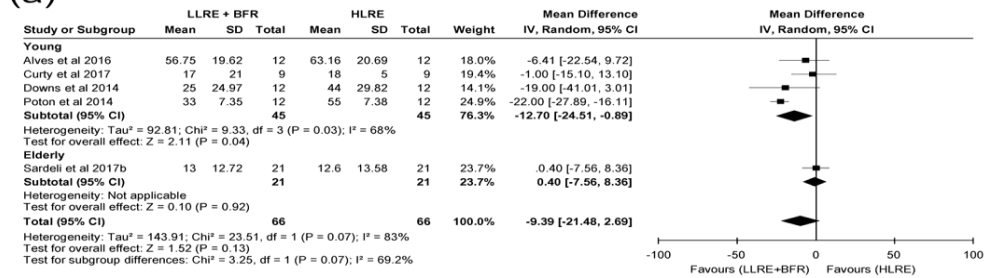 (a)
LLRE + BFR HLRE Mean Difference Mean Difference
Study or Subgroup Mean SD Total Mean SD Total Weight IV, Random, 95% CI IV, Random, 95% CI
Young
Alves et al 2016 56.75 19.62 12 63.16 20.69 12 18.0% -6.41 [-22.54, 9.72]
Curty et al 2017 17 21 9 18 5 9 19.4% -1.00 [-15.10, 13.10]
Downs et al 2014 25 24.97 12 44 29.82 12 14.1% -19.00 [-41.01, 3.01]
Poton et al 2014 33 7.35 12 55 7.38 12 24.9% -22.00 [-27.89, -16.11]
Subtotal (95% CI) 45 45 76.3% -12.70 [-24.51, -0.89]
Heterogeneity: Tau² = 92.81; Chi² = 9.33, df = 3 (P = 0.03); I² = 68%
Test for overall effect: Z = 2.11 (P = 0.04)
Elderly
Sardeli et al 2017b 13 12.72 21 12.6 13.58 21 23.7% 0.40 [-7.56, 8.36]
Subtotal (95% CI) 21 21 23.7% 0.40 [-7.56, 8.36]
Heterogeneity: Not applicable
Test for overall effect: Z = 0.10 (P = 0.92)
Total (95% CI) 66 66 100.0% -9.39 [-21.48, 2.69]
Heterogeneity: Tau² = 143.91; Chi² = 23.51, df = 1 (P = 0.07); I² = 83%
Test for overall effect: Z = 1.52 (P = 0.13)
Test for subgroup differences: Chi² = 3.25, df = 1 (P = 0.07); I² = 69.2%
-100 -50 0 50 100
Favours (LLRE+BFR) Favours (HLRE)